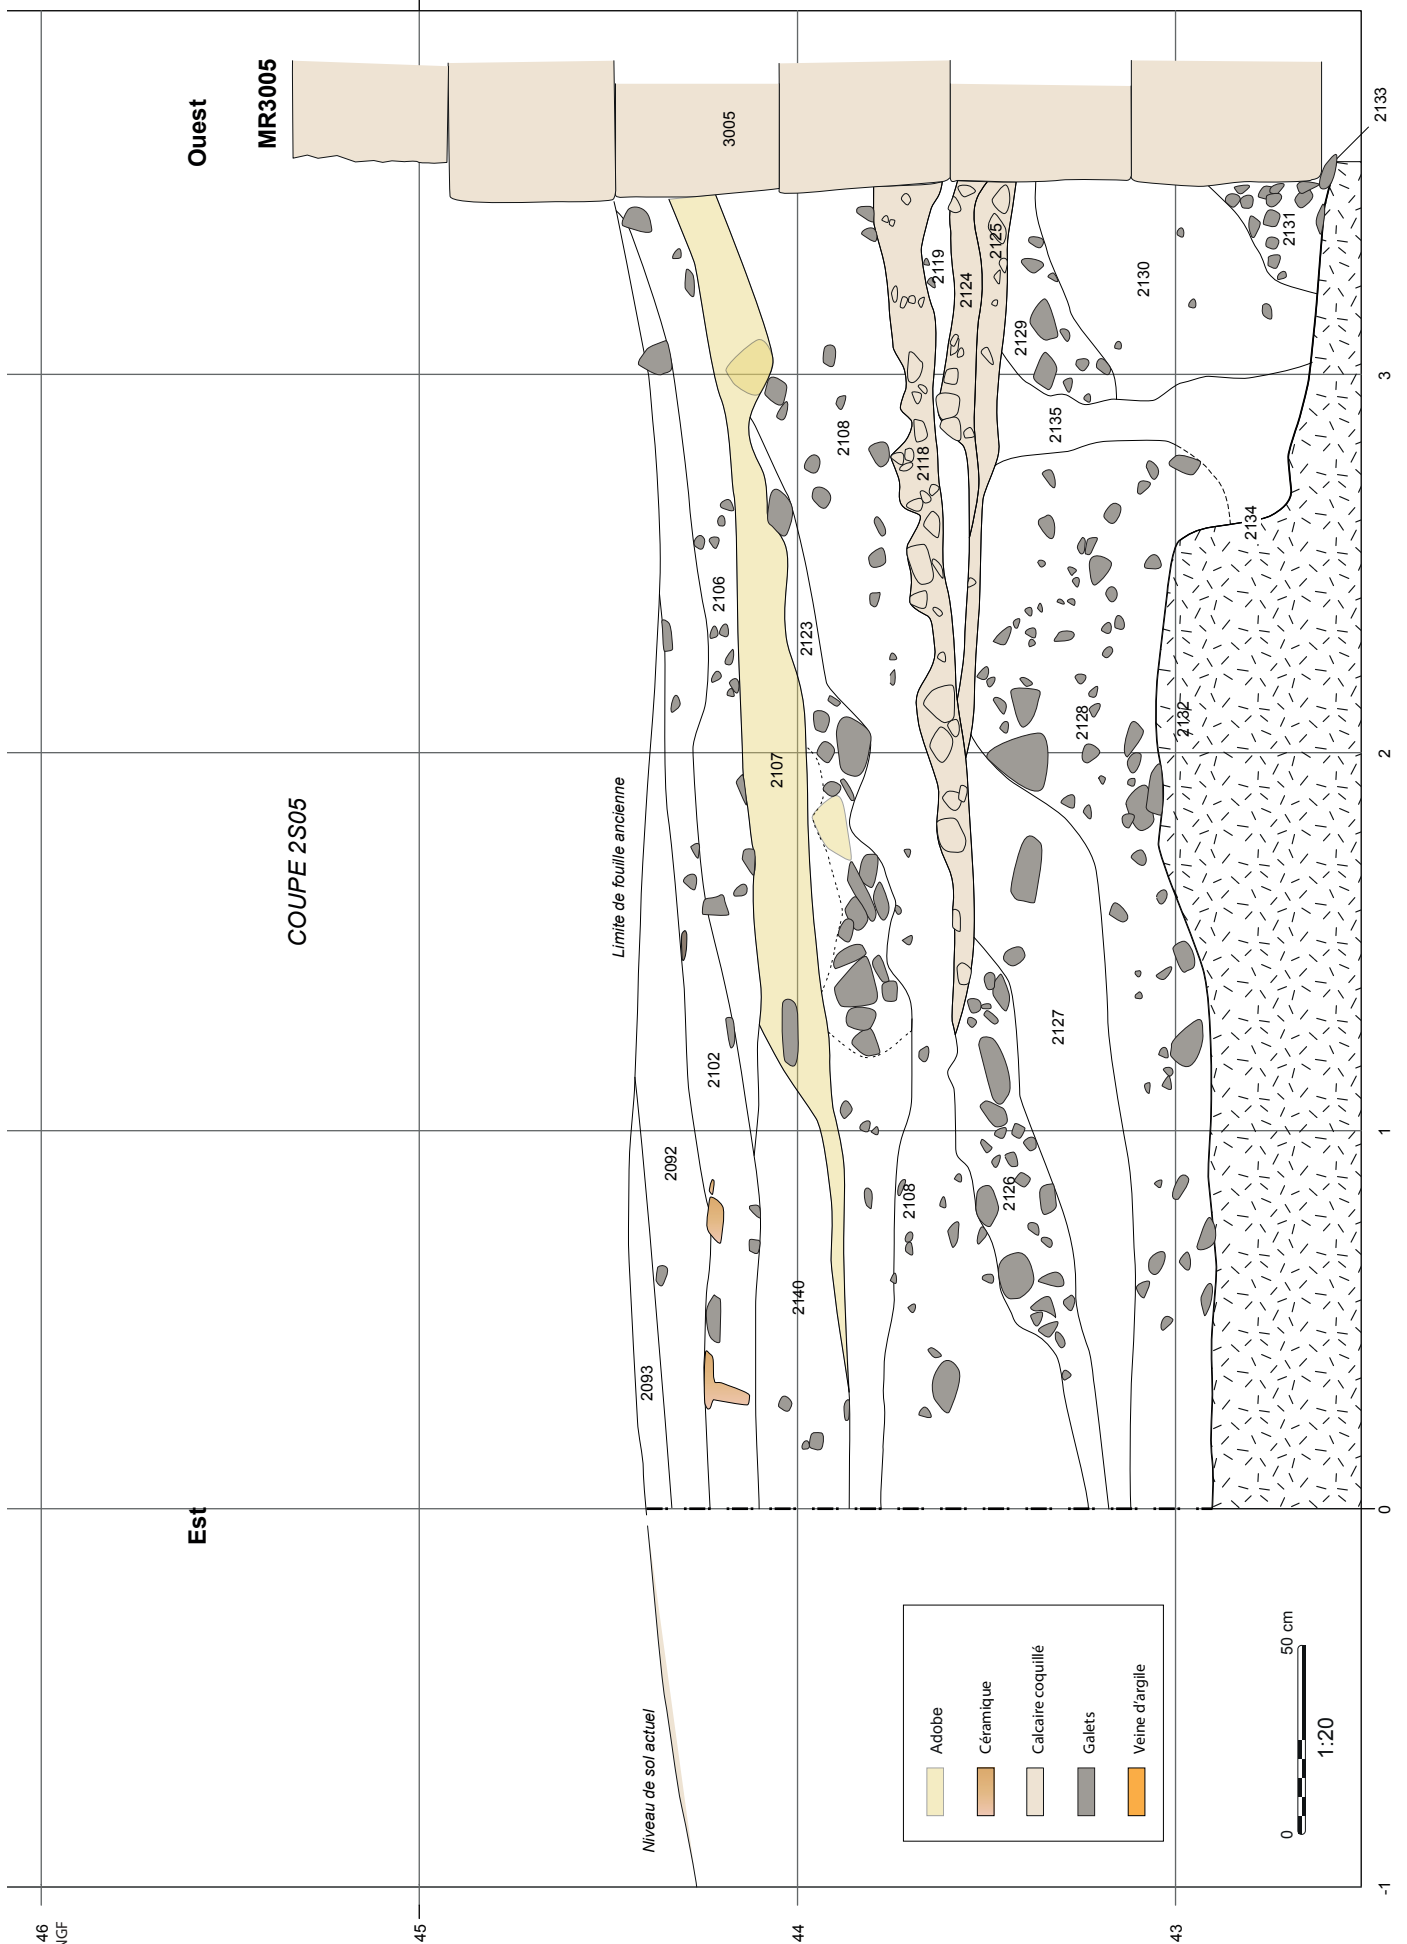 COUPE 2S05
Est
Ouest
MR3005
Niveau de sol actuel
Limite de fouille ancienne
46
NGF
45
44
43
2093
2092
2102
2106
2140
2107
2123
2108
2108
2118
2119
2124
2125
2126
2127
2128
2129
2130
2131
2132
2133
2134
2135
3005
-1
0
1
2
3
Adobe
Céramique
Calcaire coquillé
Galets
Veine d'argile
0
50 cm
1:20